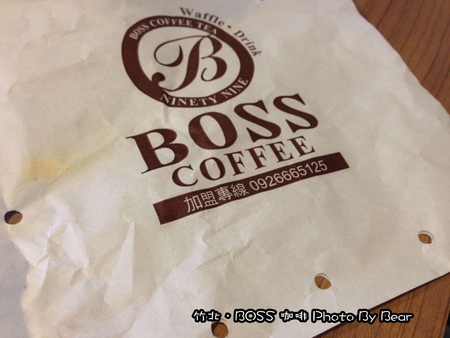 Waffle · Drink
BOSS COFFEE TEA
B
NINETY NINE
BOSS
COFFEE
加盟專線 0926665125
竹北·BOSS 咖啡 Photo By Bear